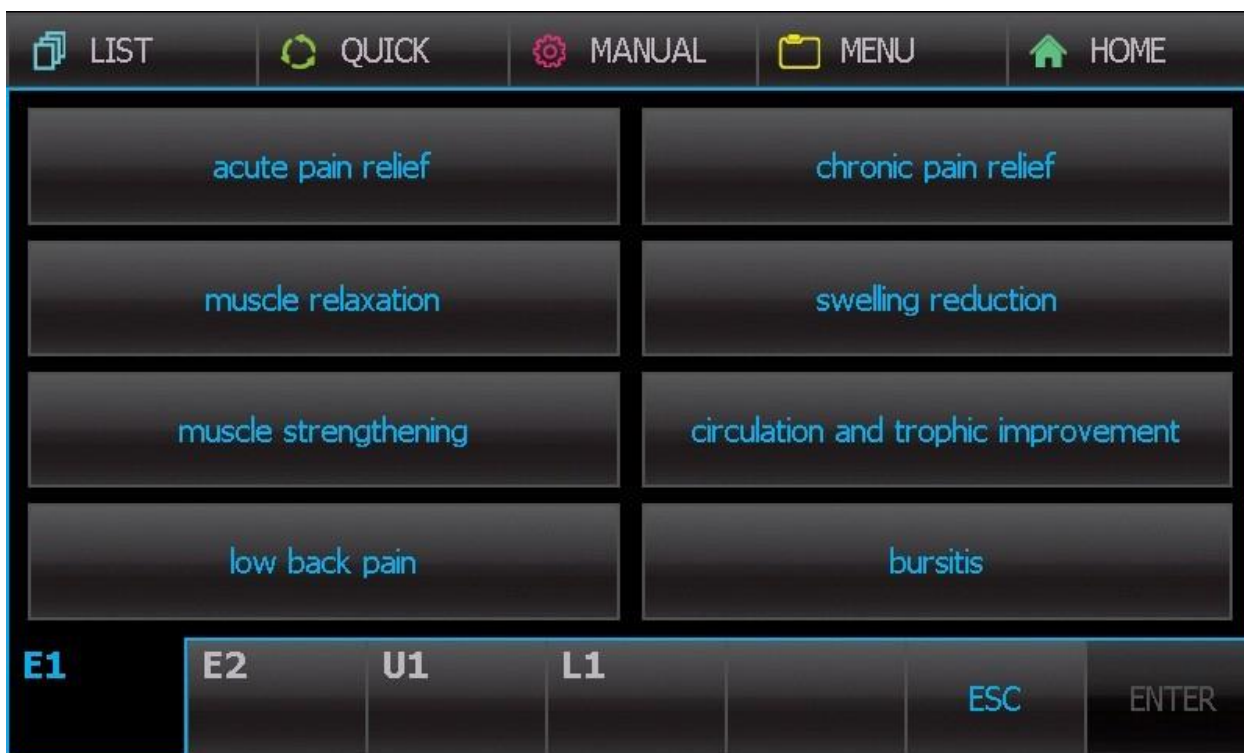 LIST QUICK MANUAL MENU HOME
acute pain relief chronic pain relief
muscle relaxation swelling reduction
muscle strengthening circulation and trophic improvement
low back pain bursitis
E1 E2 U1 L1
ESC ENTER